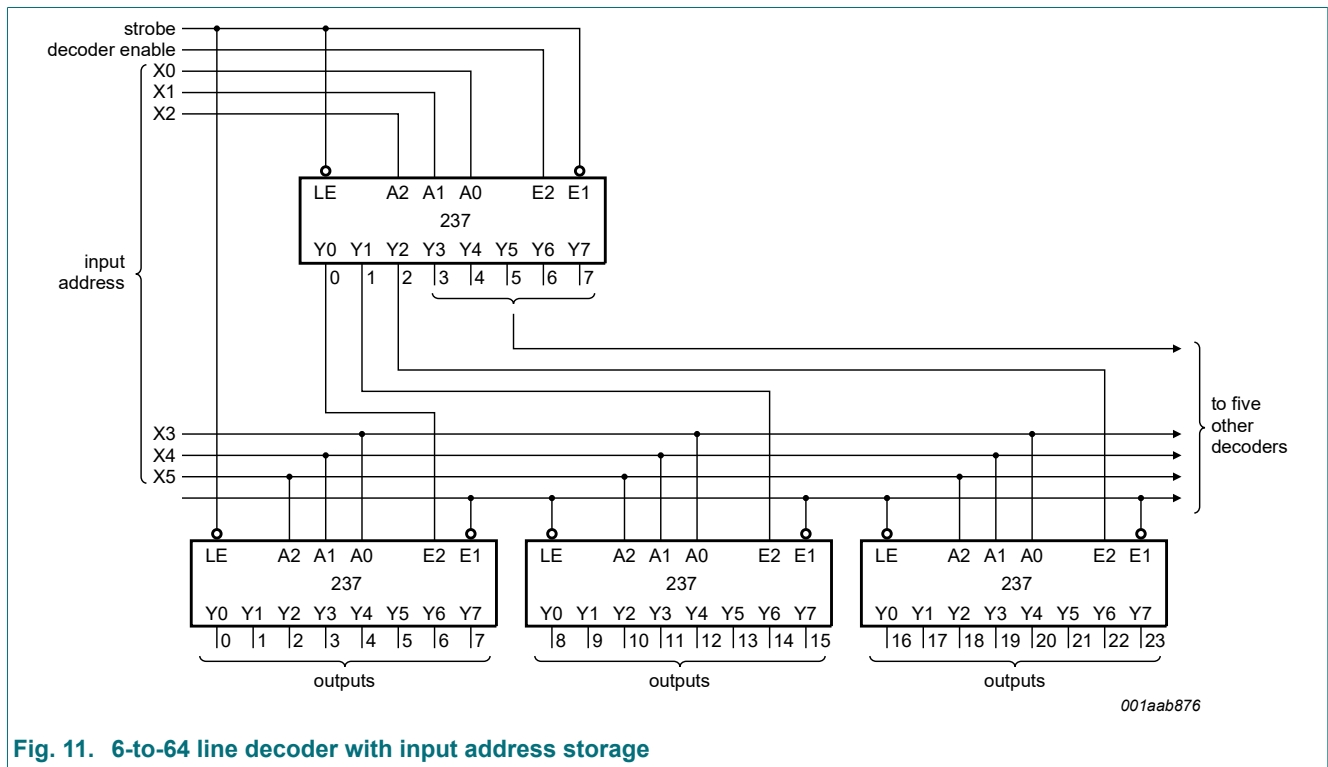 strobe
decoder enable
X0
X1
X2
LE A2 A1 A0 E2 E1
237
Y0 Y1 Y2 Y3 Y4 Y5 Y6 Y7
0 1 2 3 4 5 6 7
input
address
to five
other
decoders
X3
X4
X5
LE A2 A1 A0 E2 E1
237
Y0 Y1 Y2 Y3 Y4 Y5 Y6 Y7
0 1 2 3 4 5 6 7
outputs
LE A2 A1 A0 E2 E1
237
Y0 Y1 Y2 Y3 Y4 Y5 Y6 Y7
8 9 10 11 12 13 14 15
outputs
LE A2 A1 A0 E2 E1
237
Y0 Y1 Y2 Y3 Y4 Y5 Y6 Y7
16 17 18 19 20 21 22 23
outputs
001aab876
Fig. 11. 6-to-64 line decoder with input address storage